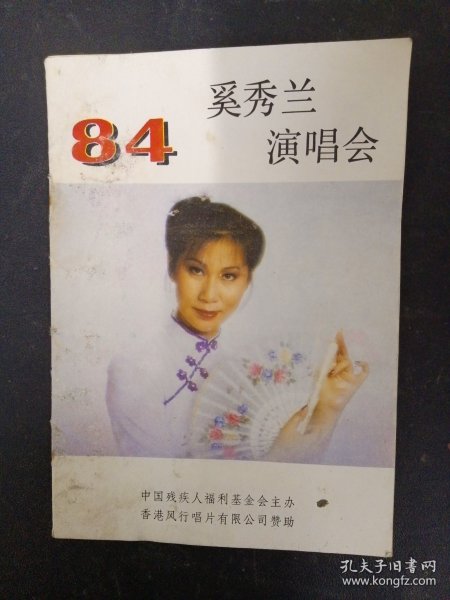 84
奚秀兰
演唱会
中国残疾人福利基金会主办
香港风行唱片有限公司赞助
孔夫子旧书网
www.kongfz.com